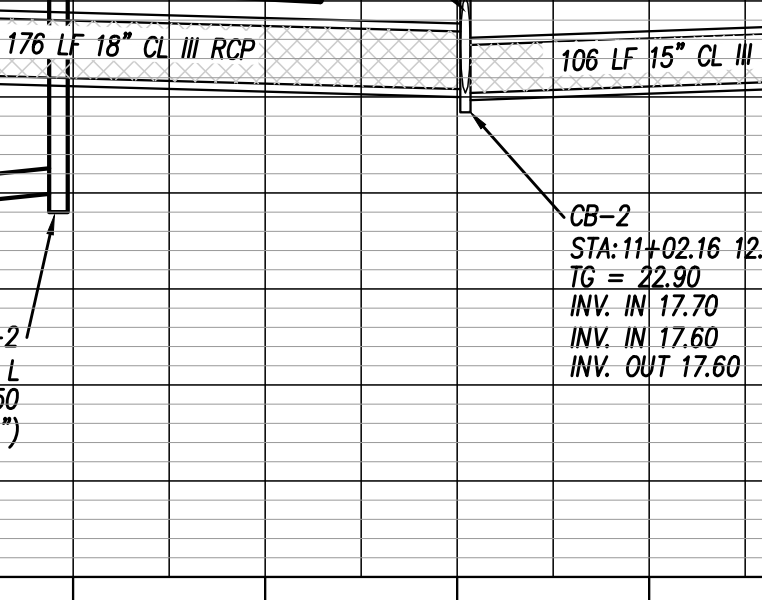 176 LF 18" CL III RCP
106 LF 15" CL III
CB-2
STA:11+02.16 12.
TG = 22.90
INV. IN 17.70
INV. IN 17.60
INV. OUT 17.60
-2
L
50
")